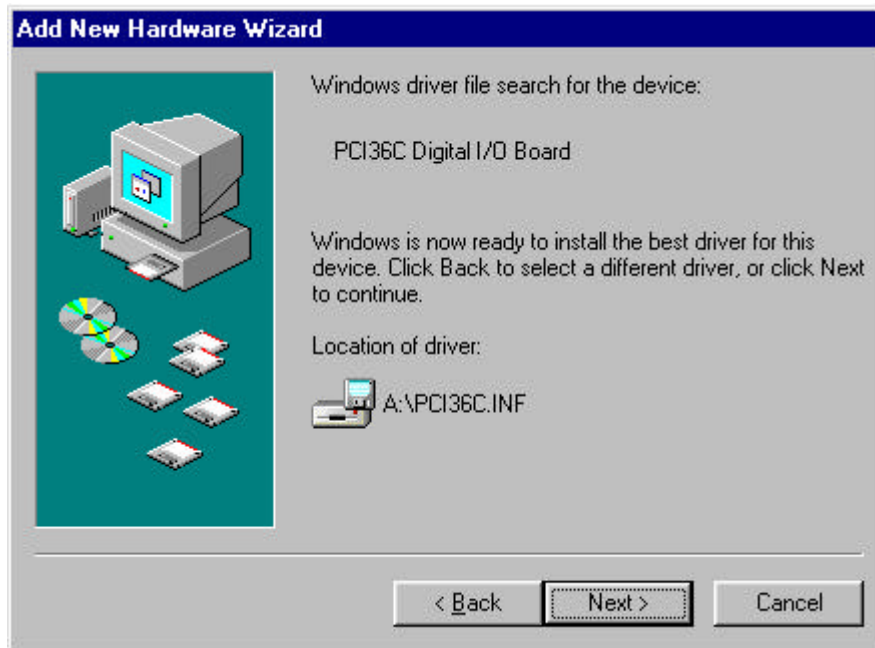 Add New Hardware Wizard
Windows driver file search for the device:
PCI36C Digital I/O Board
Windows is now ready to install the best driver for this
device. Click Back to select a different driver, or click Next
to continue.
Location of driver:
A:\PCI36C.INF
< Back
Next >
Cancel